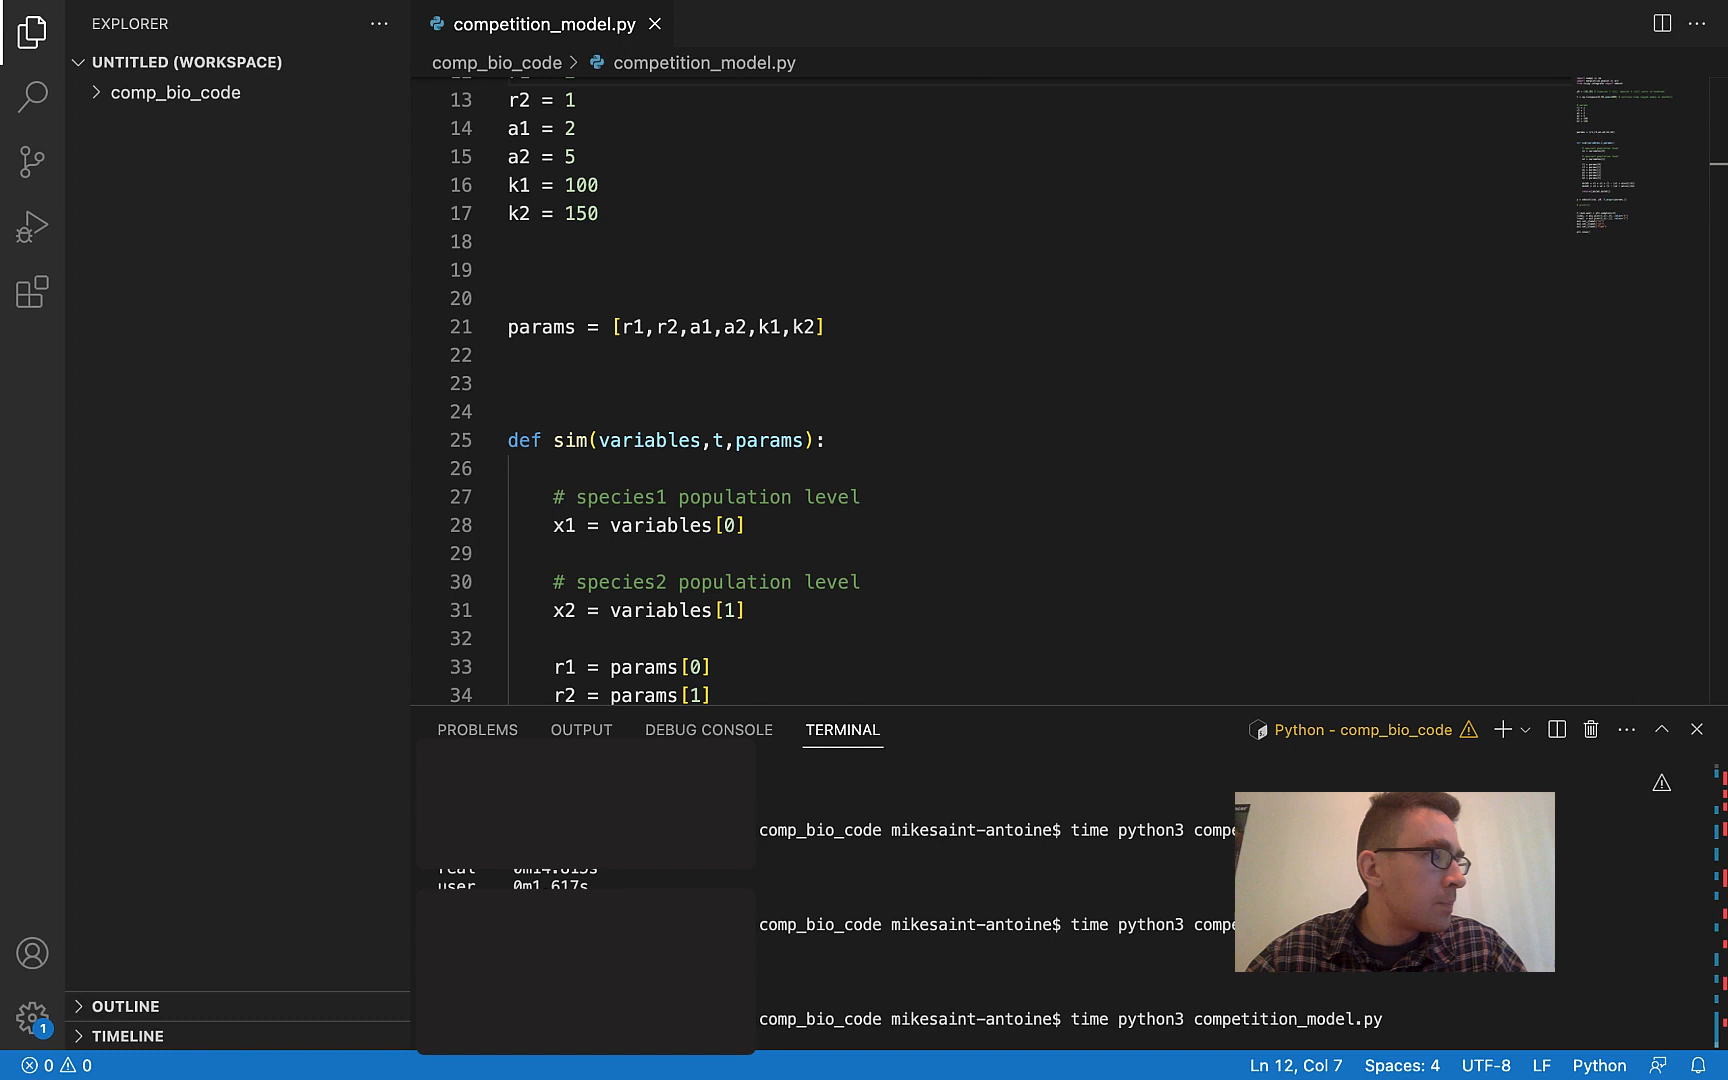 EXPLORER
competition_model.py
UNTITLED (WORKSPACE)
comp_bio_code
comp_bio_code > competition_model.py
13 r2 = 1
14 a1 = 2
15 a2 = 5
16 k1 = 100
17 k2 = 150
18
19
20
21 params = [r1,r2,a1,a2,k1,k2]
22
23
24
25 def sim(variables,t,params):
26
27 # species1 population level
28 x1 = variables[0]
29
30 # species2 population level
31 x2 = variables[1]
32
33 r1 = params[0]
34 r2 = params[1]
PROBLEMS OUTPUT DEBUG CONSOLE TERMINAL
Python - comp_bio_code
comp_bio_code mikesaint-antoine$ time python3 compe
user 0m1.617s
comp_bio_code mikesaint-antoine$ time python3 compe
comp_bio_code mikesaint-antoine$ time python3 competition_model.py
OUTLINE
TIMELINE
1
0 0
Ln 12, Col 7 Spaces: 4 UTF-8 LF Python